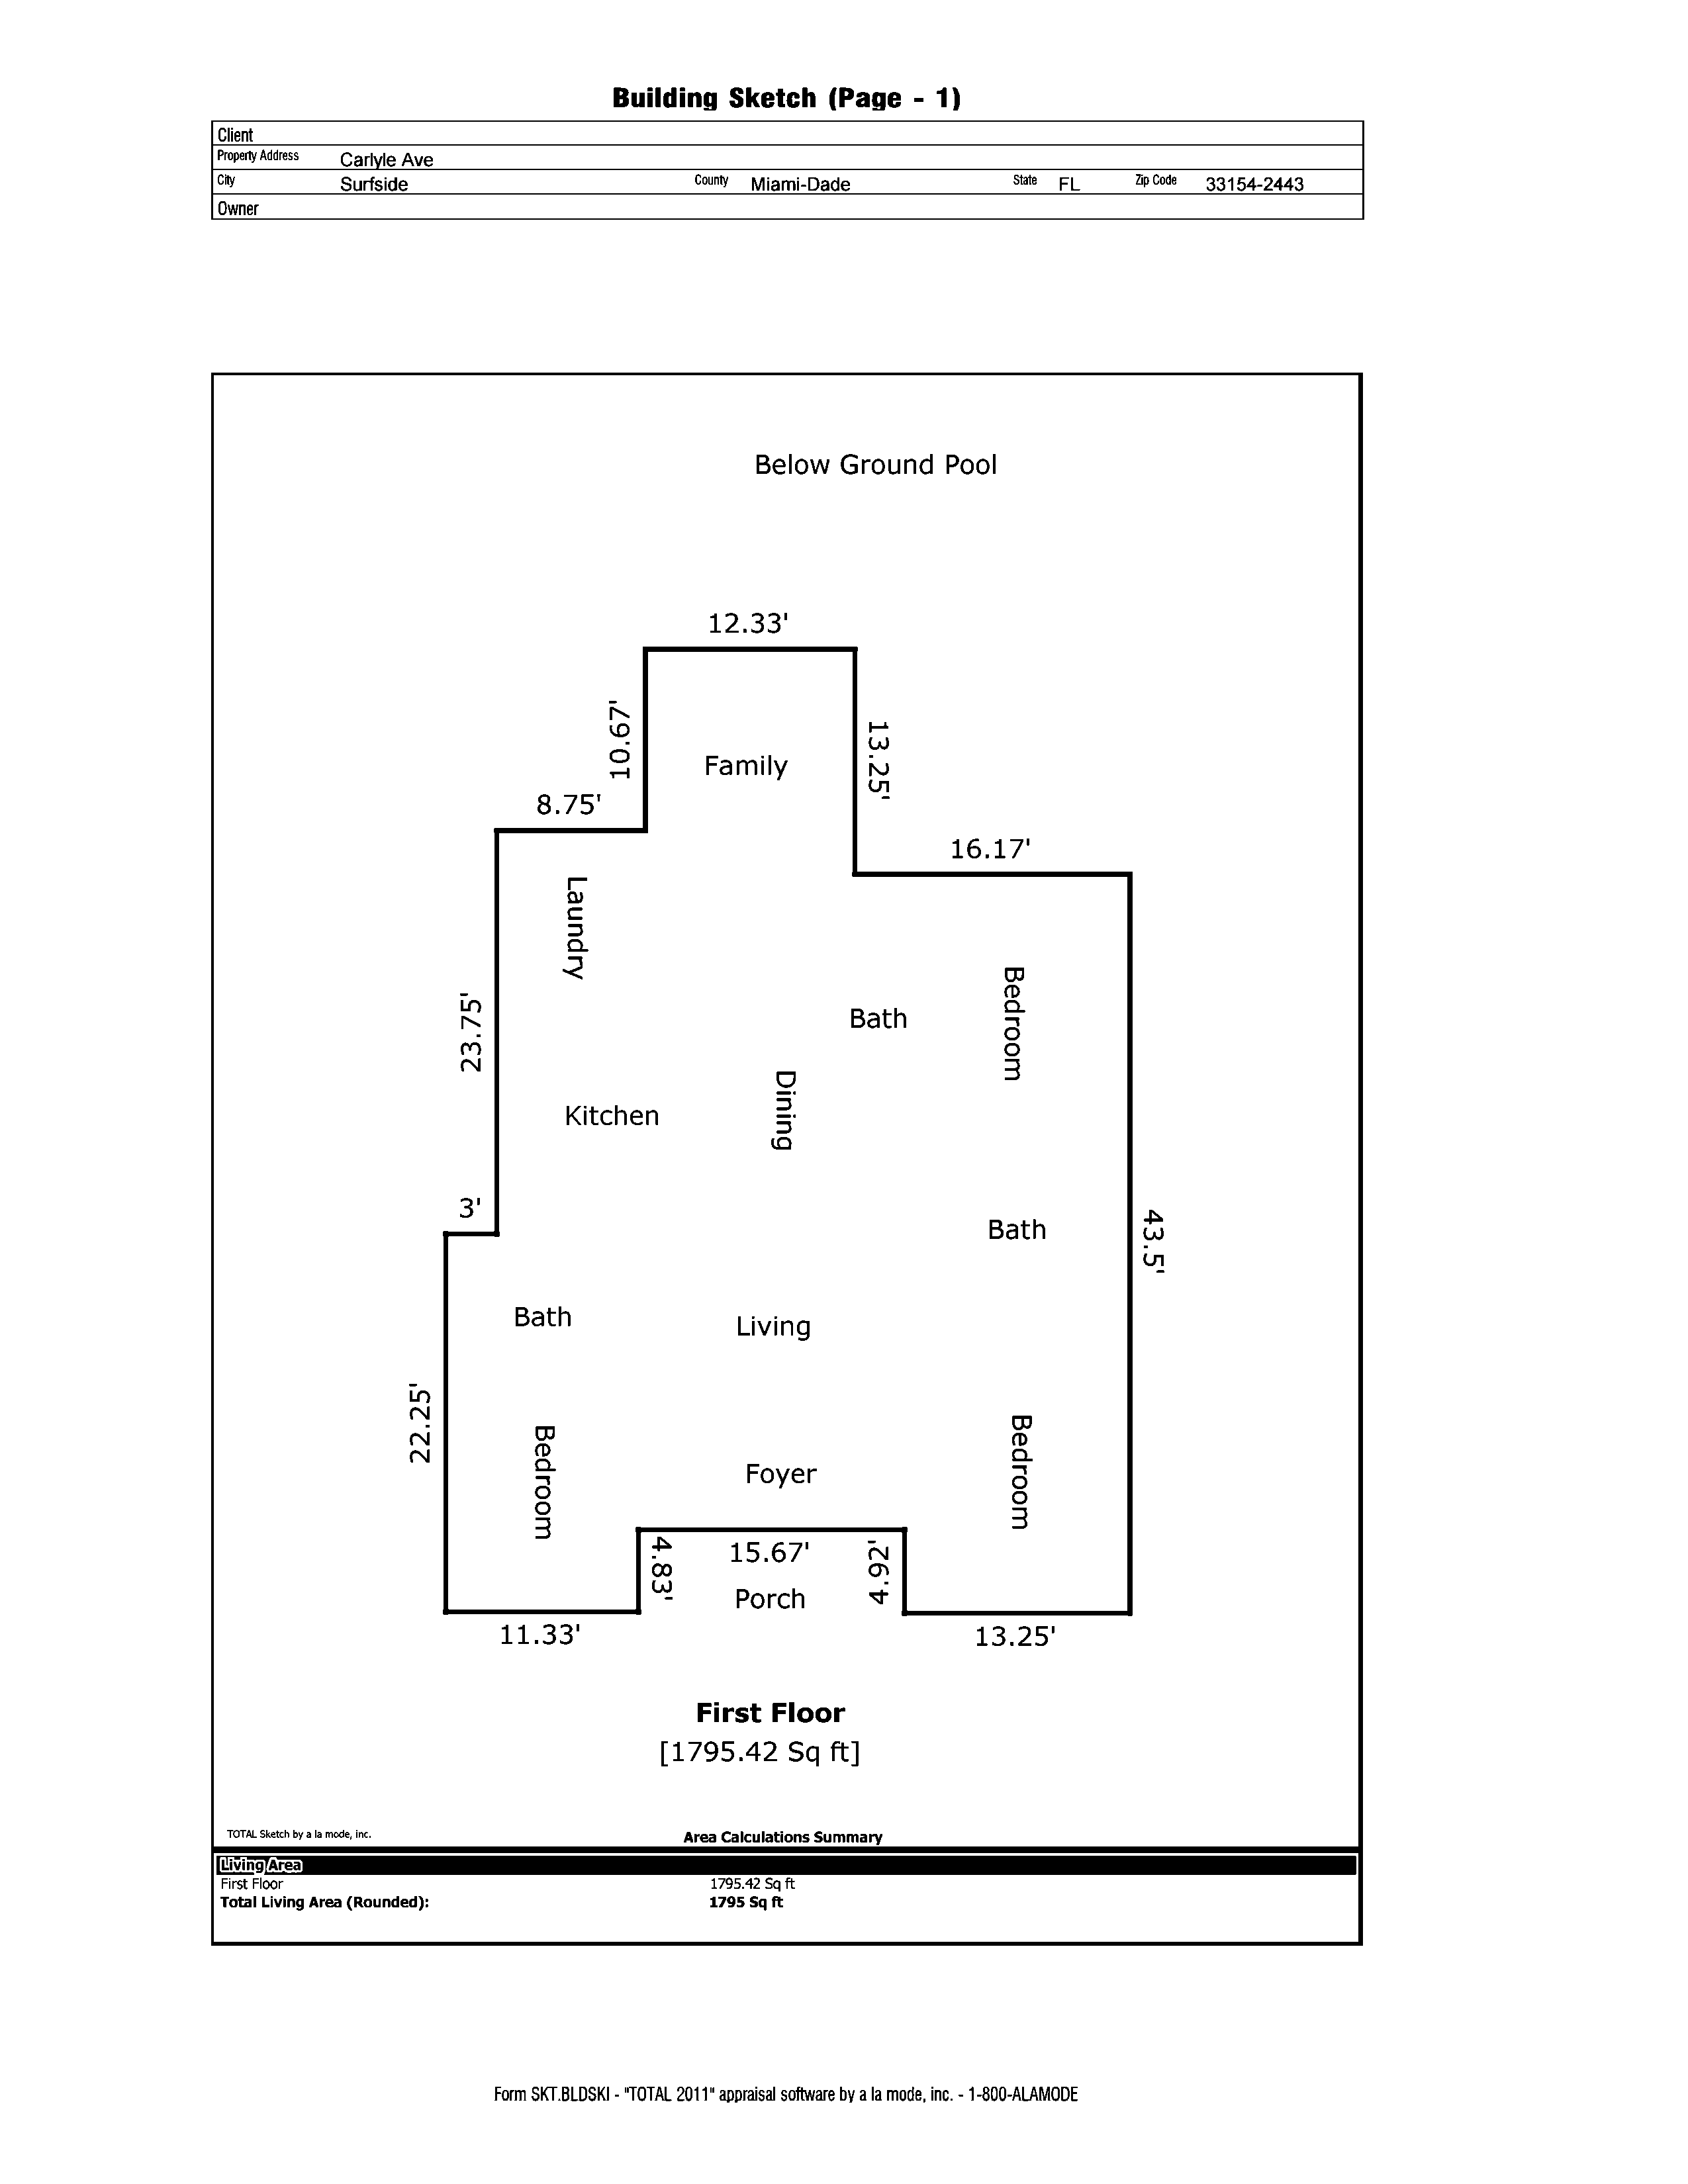 Building Sketch (Page - 1)
Client
Property Address Carlyle Ave
City Surfside County Miami-Dade State FL Zip Code 33154-2443
Owner
Below Ground Pool
12.33'
10.67'
13.25'
Family
8.75'
16.17'
Laundry
Bedroom
23.75'
Bath
Dining
Kitchen
3'
Bath
43.5'
Bath
Living
22.25'
Bedroom
Bedroom
Foyer
4.83'
15.67'
4.92'
Porch
11.33'
13.25'
First Floor
[1795.42 Sq ft]
TOTAL Sketch by a la mode, inc.
Area Calculations Summary
Living Area
First Floor 1795.42 Sq ft
Total Living Area (Rounded): 1795 Sq ft
Form SKT.BLDSKI - "TOTAL 2011" appraisal software by a la mode, inc. - 1-800-ALAMODE